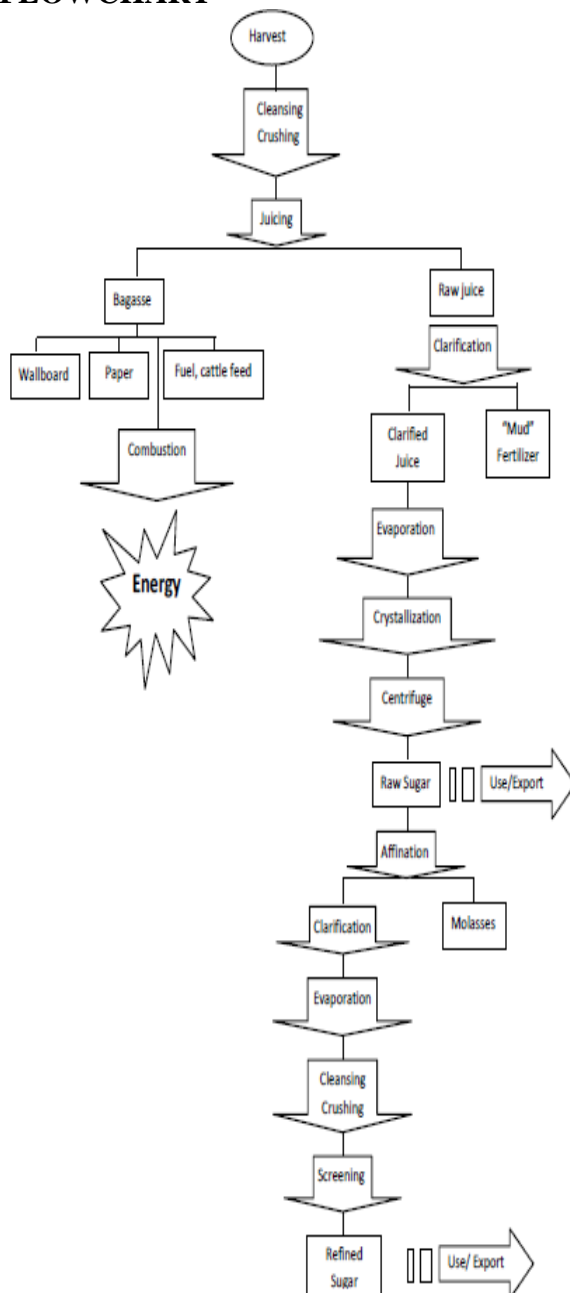 FLOWCHART
Harvest
Cleansing
Crushing
Juicing
Bagasse
Raw juice
Wallboard
Paper
Fuel, cattle feed
Clarification
Combustion
Clarified
Juice
"Mud"
Fertilizer
Energy
Evaporation
Crystallization
Centrifuge
Raw Sugar
Use/Export
Affination
Clarification
Molasses
Evaporation
Cleansing
Crushing
Screening
Refined
Sugar
Use/ Export